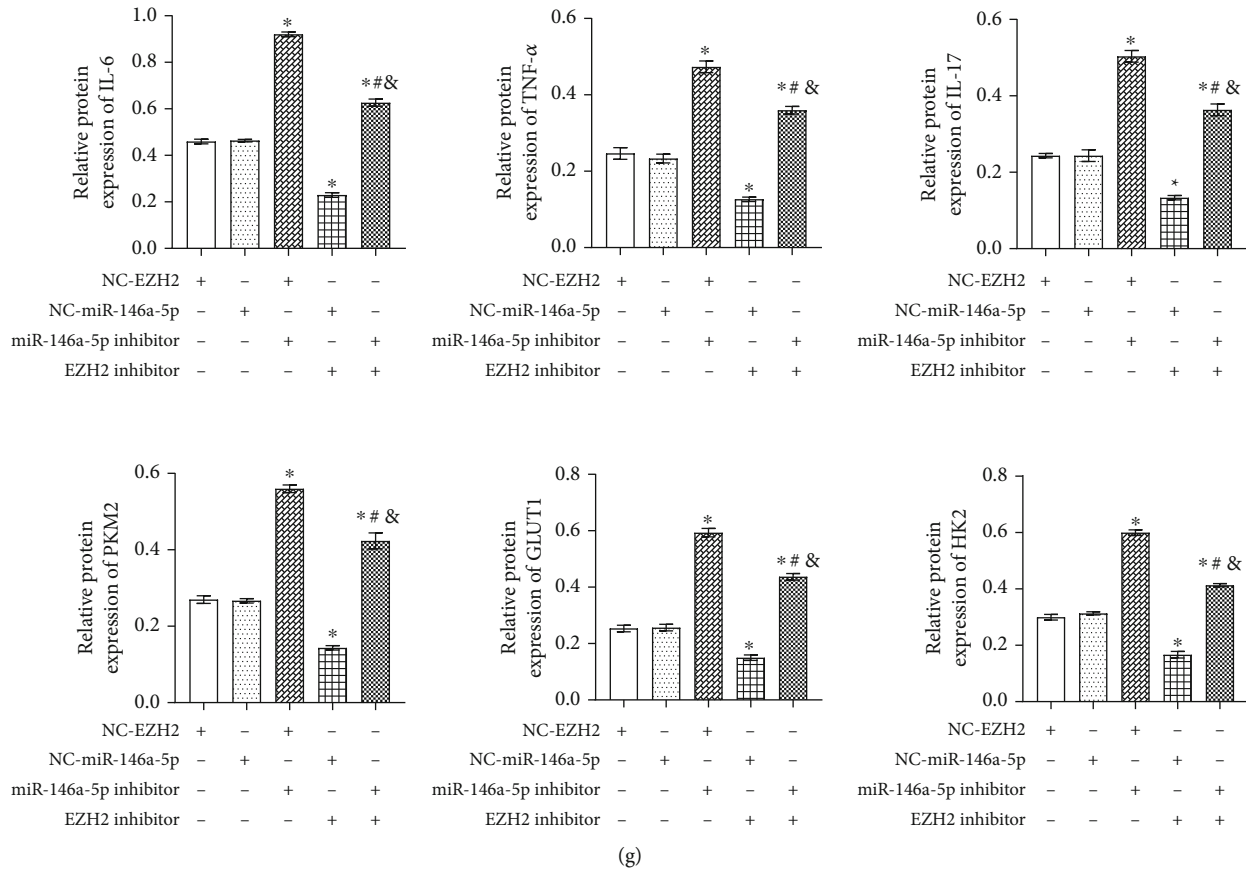 Relative protein
expression of IL-6
1.0
0.8
0.6
0.4
0.2
0.0
*
*
*#&
NC-EZH2 + – + – –
NC-miR-146a-5p – + – + –
miR-146a-5p inhibitor – – + – +
EZH2 inhibitor – – – + +
Relative protein
expression of TNF-α
0.6
0.4
0.2
0.0
*
*
*# &
NC-EZH2 + – + – –
NC-miR-146a-5p – + – + –
miR-146a-5p inhibitor – – + – +
EZH2 inhibitor – – – + +
Relative protein
expression of IL-17
0.6
0.4
0.2
0.0
*
*
*# &
NC-EZH2 + – + – –
NC-miR-146a-5p – + – + –
miR-146a-5p inhibitor – – + – +
EZH2 inhibitor – – – + +
Relative protein
expression of PKM2
0.6
0.4
0.2
0.0
*
*
* # &
NC-EZH2 + – + – –
NC-miR-146a-5p – + – + –
miR-146a-5p inhibitor – – + – +
EZH2 inhibitor – – – + +
Relative protein
expression of GLUT1
0.8
0.6
0.4
0.2
0.0
*
*
*# &
NC-EZH2 + – + – –
NC-miR-146a-5p – + – + –
miR-146a-5p inhibitor – – + – +
EZH2 inhibitor – – – + +
Relative protein
expression of HK2
0.8
0.6
0.4
0.2
0.0
*
*
*# &
NC-EZH2 + – + – –
NC-miR-146a-5p – + – + –
miR-146a-5p inhibitor – – + – +
EZH2 inhibitor – – – + +
(g)